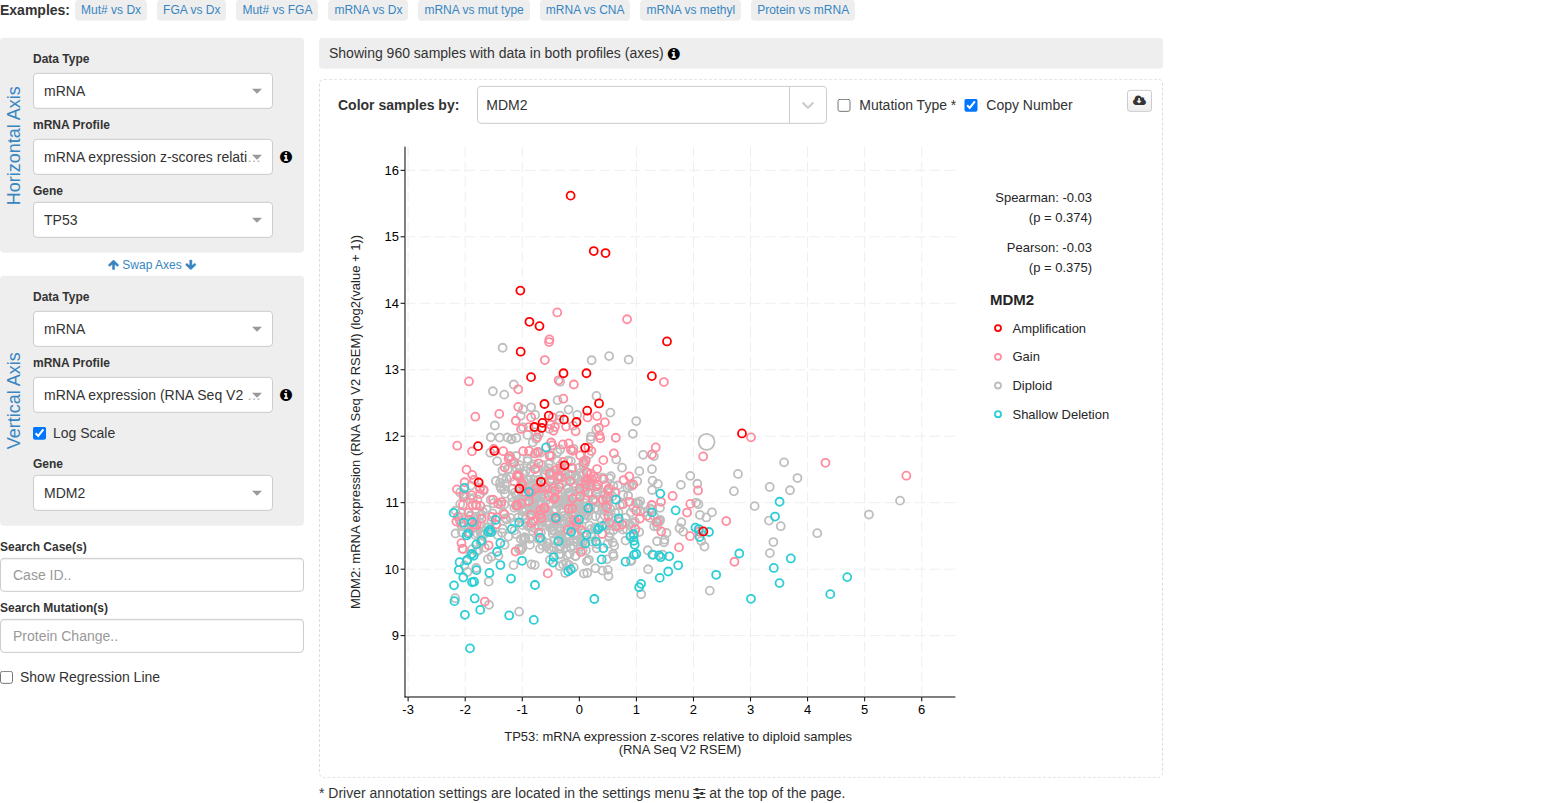 Examples: Mut# vs Dx FGA vs Dx Mut# vs FGA mRNA vs Dx mRNA vs mut type mRNA vs CNA mRNA vs methyl Protein vs mRNA
Horizontal Axis
Data Type
mRNA
mRNA Profile
mRNA expression z-scores relati...
Gene
TP53
Swap Axes
Vertical Axis
Data Type
mRNA
mRNA Profile
mRNA expression (RNA Seq V2 ...
Log Scale
Gene
MDM2
Search Case(s)
Case ID..
Search Mutation(s)
Protein Change..
Show Regression Line
Showing 960 samples with data in both profiles (axes)
Color samples by: MDM2 Mutation Type * Copy Number
MDM2: mRNA expression (RNA Seq V2 RSEM) (log2(value + 1))
16
15
14
13
12
11
10
9
-3 -2 -1 0 1 2 3 4 5 6
TP53: mRNA expression z-scores relative to diploid samples
(RNA Seq V2 RSEM)
Spearman: -0.03
(p = 0.374)
Pearson: -0.03
(p = 0.375)
MDM2
Amplification
Gain
Diploid
Shallow Deletion
* Driver annotation settings are located in the settings menu at the top of the page.